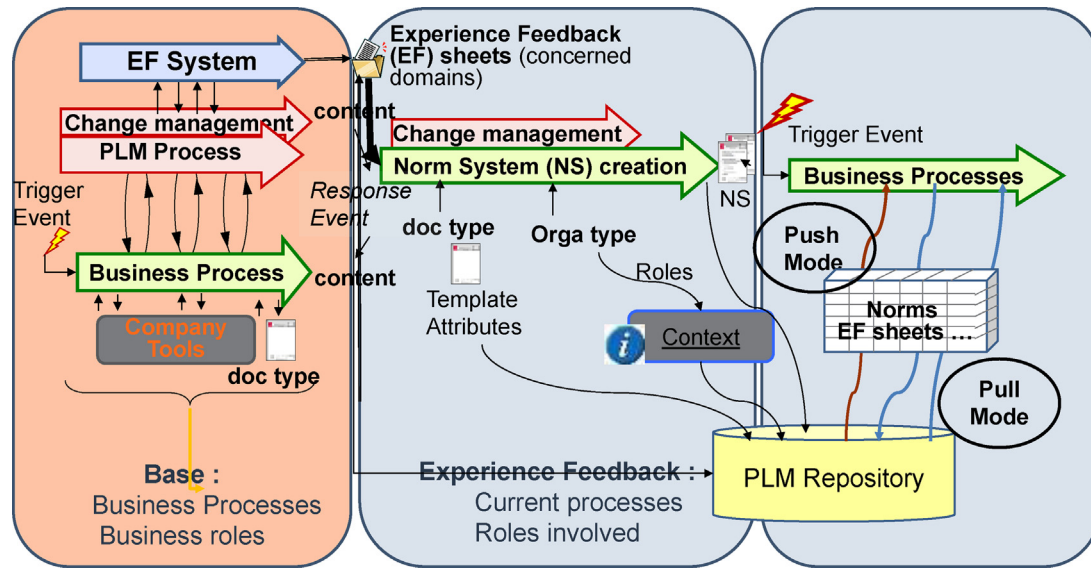 EF System
Change management
PLM Process
Trigger
Event
Business Process
Company
Tools
doc type
Base :
Business Processes
Business roles
Experience Feedback
(EF) sheets (concerned
domains)
content
Change management
Norm System (NS) creation
Response
Event
content
doc type
Template
Attributes
Orga type
Roles
i
Context
NS
Experience Feedback :
Current processes
Roles involved
Trigger Event
Business Processes
Push
Mode
Norms
EF sheets ...
Pull
Mode
PLM Repository